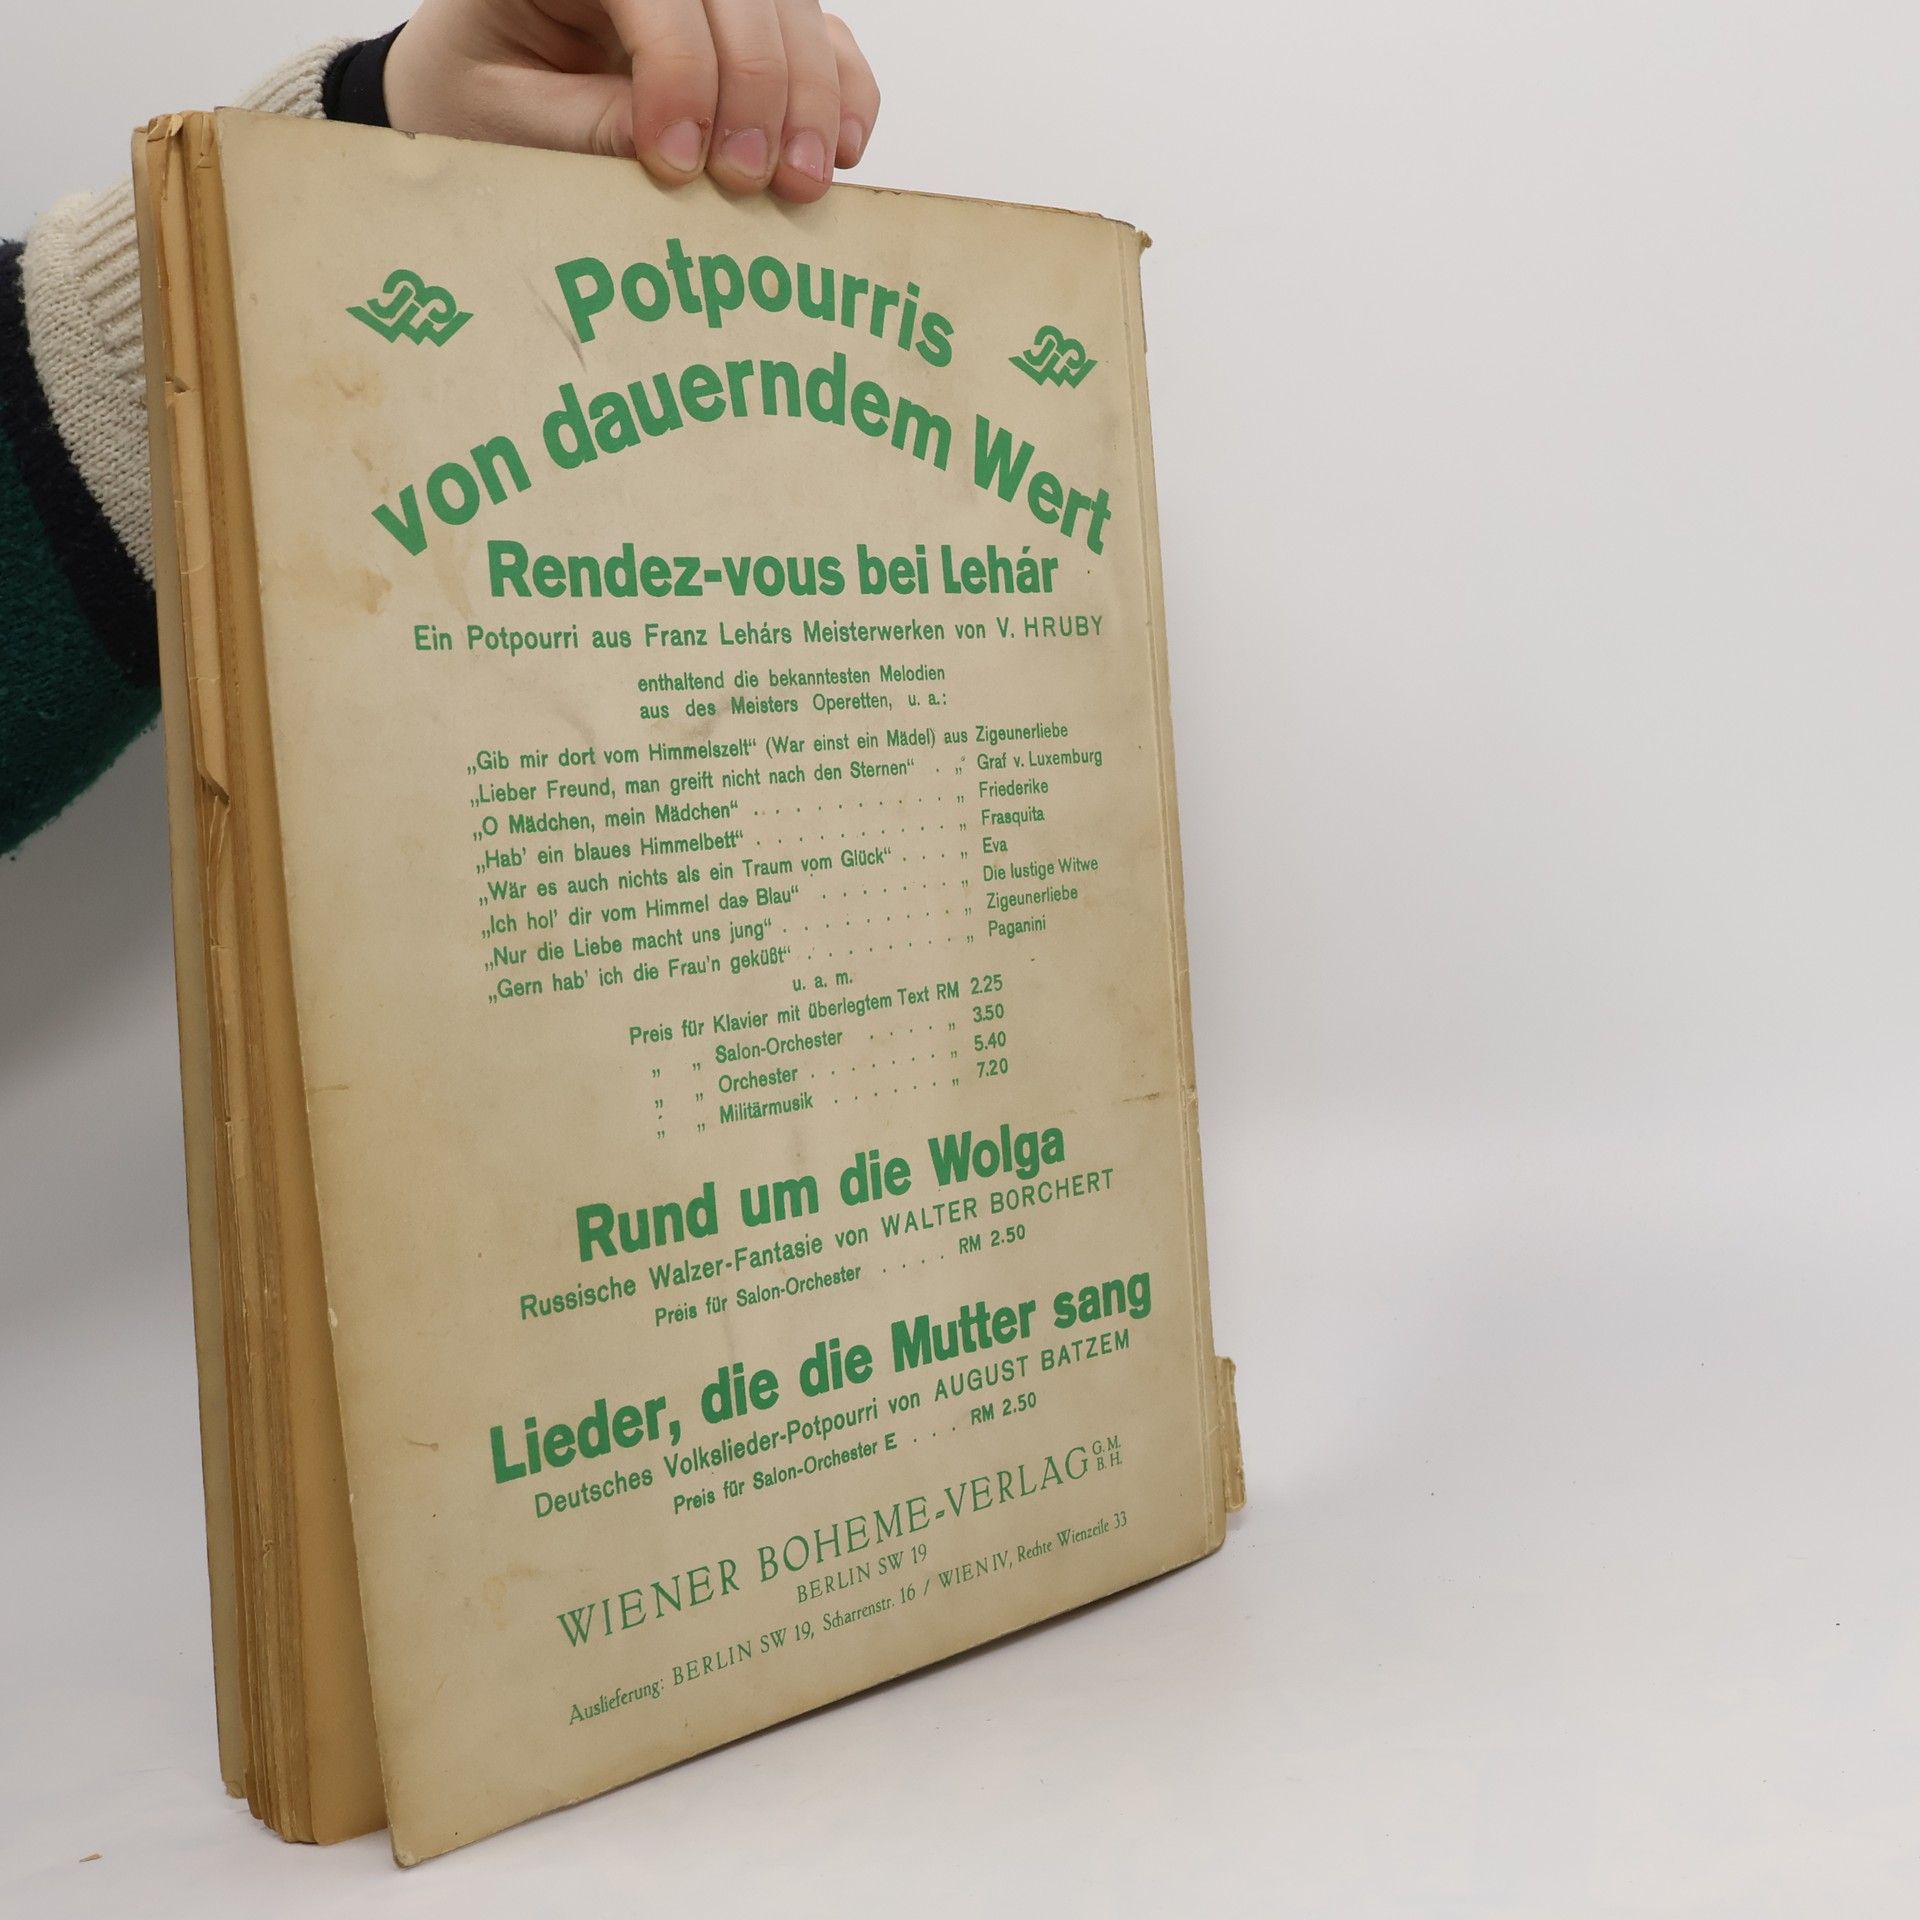 Potpourris
von dauerndem Wert
Rendez-vous bei Lehár
Ein Potpourri aus Franz Lehárs Meisterwerken von V. HRUBY
enthaltend die bekanntesten Melodien
aus des Meisters Operetten, u. a.:
„Gib mir dort vom Himmelszelt“ (War einst ein Mädel) aus Zigeunerliebe
„Lieber Freund, man greift nicht nach den Sternen“ . „ Graf v. Luxemburg
„O Mädchen, mein Mädchen“ . . . . . . . . . . „ Friederike
„Hab' ein blaues Himmelbett“ . . . . . . . . . . „ Frasquita
„Wär es auch nichts als ein Traum vom Glück“ . . . „ Eva
„Ich hol' dir vom Himmel das Blau“ . . . . . . . „ Die lustige Witwe
„Nur die Liebe macht uns jung“ . . . . . . . . . „ Zigeunerliebe
„Gern hab' ich die Frau'n geküßt“ . . . . . . . . „ Paganini
u. a. m.
Preis für Klavier mit überlegtem Text RM 2.25
„ „ Salon-Orchester . . . . „ 3.50
„ „ Orchester . . . . . . . „ 5.40
„ „ Militärmusik . . . . . . „ 7.20
Rund um die Wolga
Russische Walzer-Fantasie von WALTER BORCHERT
Preis für Salon-Orchester . . . . RM 2.50
Lieder, die die Mutter sang
Deutsches Volkslieder-Potpourri von AUGUST BATZEM
Preis für Salon-Orchester E . . . RM 2.50
WIENER BOHEME-VERLAG G. M. B. H.
BERLIN SW 19
Auslieferung: BERLIN SW 19, Scharrenstr. 16 / WIEN IV, Rechte Wienzeile 33